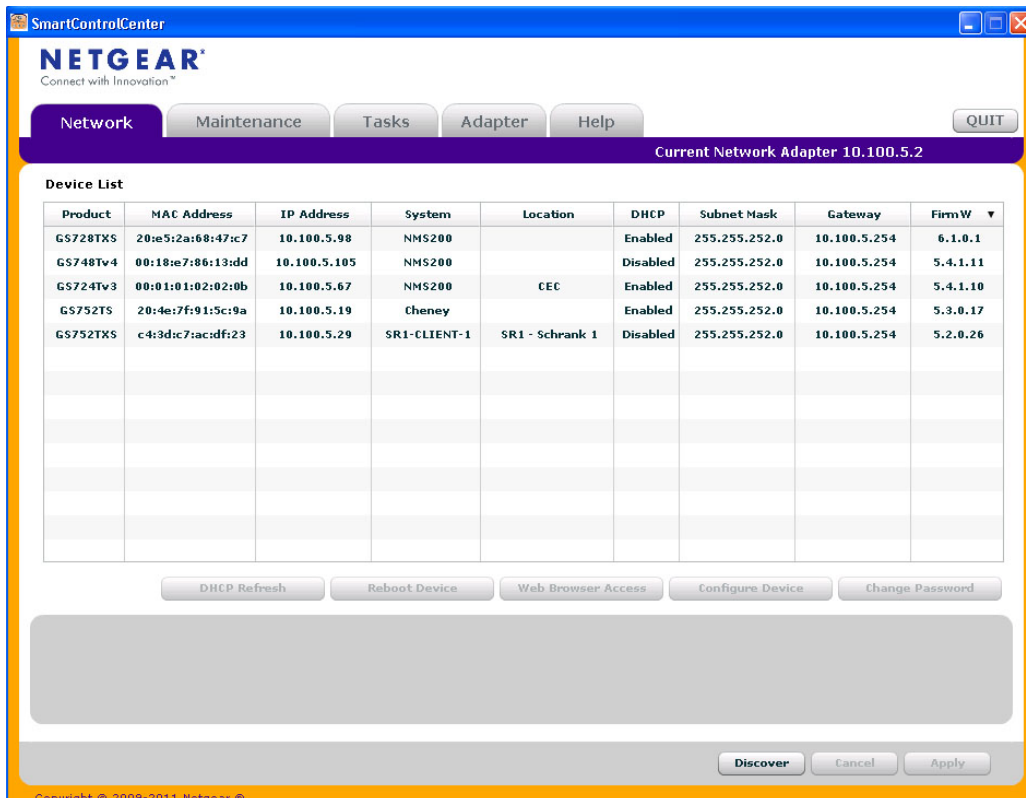 SmartControlCenter
NETGEAR®
Connect with Innovation™
Network Maintenance Tasks Adapter Help QUIT
Current Network Adapter 10.100.5.2
Device List
Product MAC Address IP Address System Location DHCP Subnet Mask Gateway FirmW ▼
GS728TXS 20:e5:2a:68:47:c7 10.100.5.98 NMS200 Enabled 255.255.252.0 10.100.5.254 6.1.0.1
GS748Tv4 00:18:e7:86:13:dd 10.100.5.105 NMS200 Disabled 255.255.252.0 10.100.5.254 5.4.1.11
GS724Tv3 00:01:01:02:02:0b 10.100.5.67 NMS200 CEC Enabled 255.255.252.0 10.100.5.254 5.4.1.10
GS752TS 20:4e:7f:91:5c:9a 10.100.5.19 Cheney Enabled 255.255.252.0 10.100.5.254 5.3.0.17
GS752TXS c4:3d:c7:ac:df:23 10.100.5.29 SR1-CLIENT-1 SR1 - Schrank 1 Disabled 255.255.252.0 10.100.5.254 5.2.0.26
DHCP Refresh Reboot Device Web Browser Access Configure Device Change Password
Discover Cancel Apply
Copyright © 2009-2011 Netgear ®